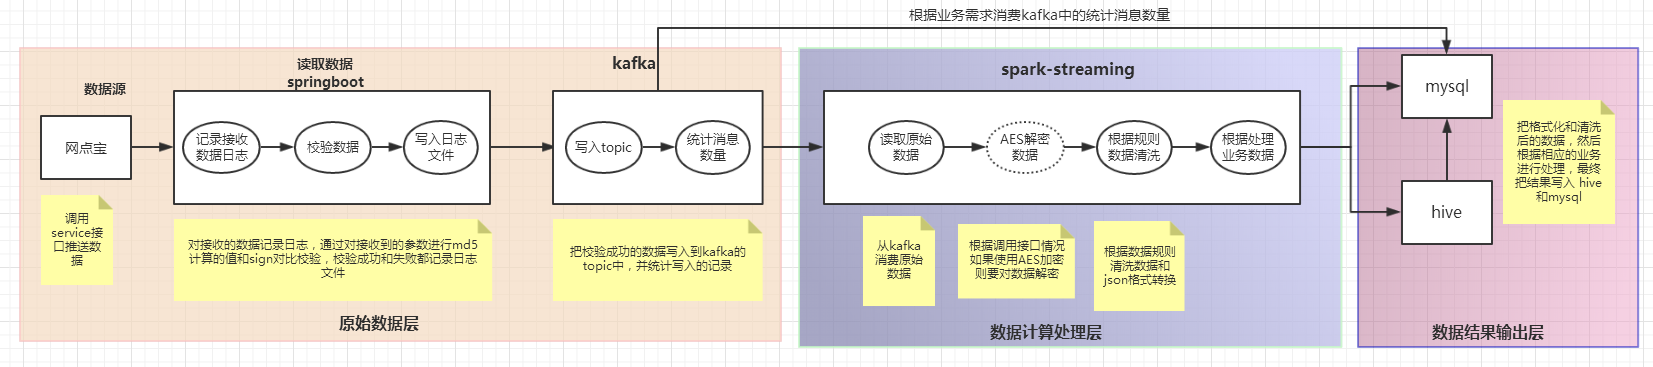 根据业务需求消费kafka中的统计消息数量
数据源
网点宝
调用
service接
口推送数
据
读取数据
springboot
记录接收
数据日志
校验数据
写入日志
文件
对接收的数据记录日志，通过对接收到的参数进行md5
计算的值和sign对比校验，校验成功和失败都记录日志
文件
kafka
写入topic
统计消息
数量
把校验成功的数据写入到kafka的
topic中，并统计写入的记录
原始数据层
spark-streaming
读取原始
数据
AES解密
数据
根据规则
数据清洗
根据处理
业务数据
从kafka
消费原始
数据
根据调用接口情况
如果使用AES加密
则要对数据解密
根据数据规则
清洗数据和
json格式转换
数据计算处理层
mysql
hive
把格式化和清洗
后的数据，然后
根据相应的业务
进行处理，最终
把结果写入 hive
和mysql
数据结果输出层